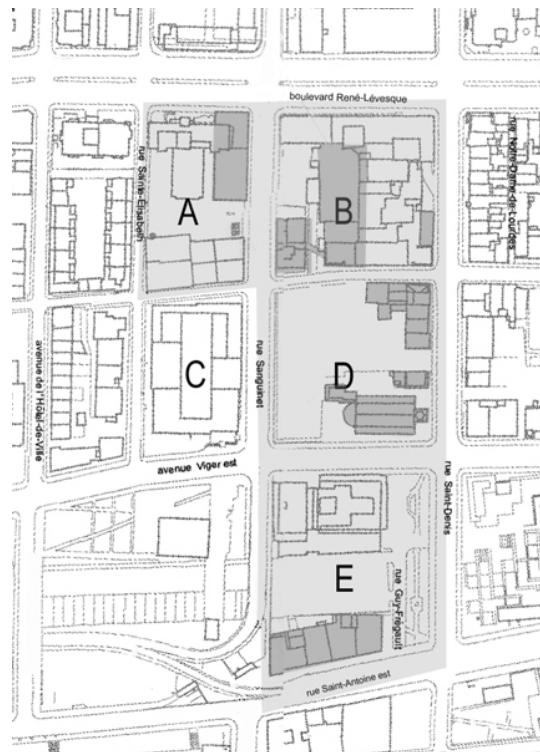 boulevard René-Lévesque
rue Sainte-Élisabeth
A
B
rue Notre-Dame-de-Lourdes
avenue de l'Hôtel-de-Ville
C
rue Sanguinet
D
avenue Viger est
rue Saint-Denis
E
rue Guy-Frégault
rue Saint-Antoine est